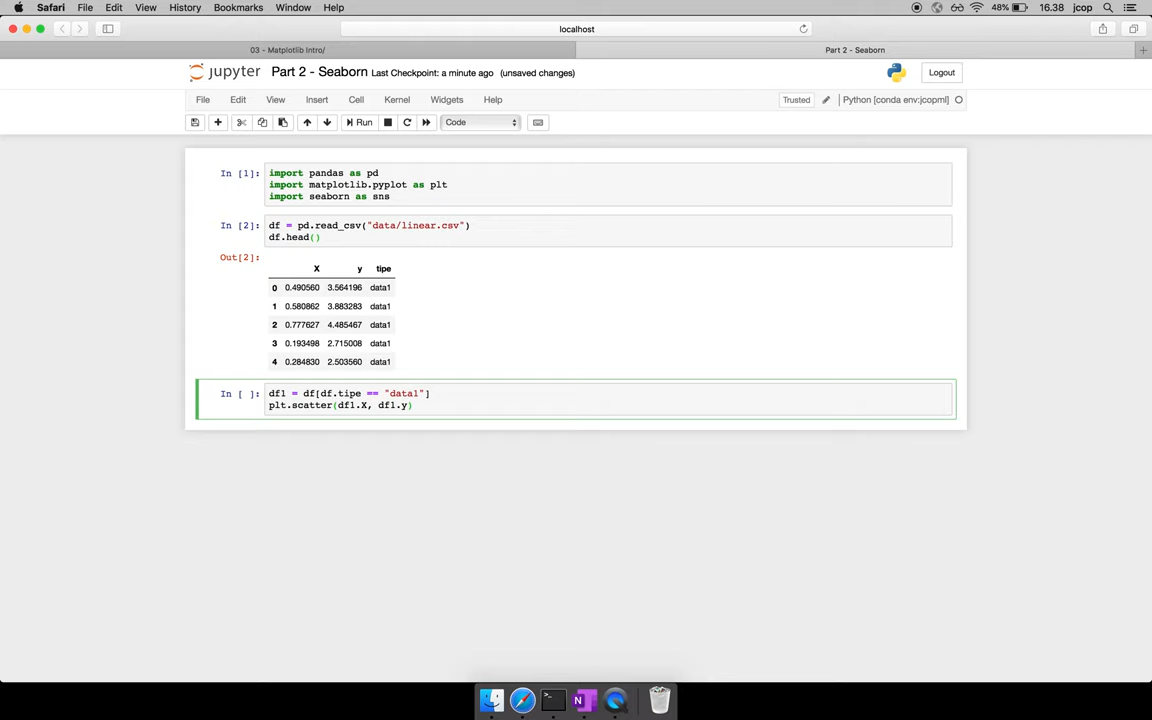 Safari File Edit View History Bookmarks Window Help 48% 16.38 jcop
localhost
03 - Matplotlib Intro/ Part 2 - Seaborn
jupyter Part 2 - Seaborn Last Checkpoint: a minute ago (unsaved changes) Logout
File Edit View Insert Cell Kernel Widgets Help Trusted Python [conda env:jcopml]
Run Code
In [1]: import pandas as pd
import matplotlib.pyplot as plt
import seaborn as sns
In [2]: df = pd.read_csv("data/linear.csv")
df.head()
Out[2]:
X y tipe
0 0.490560 3.564196 data1
1 0.580862 3.883283 data1
2 0.777627 4.485467 data1
3 0.193498 2.715008 data1
4 0.284830 2.503560 data1
In [ ]: df1 = df[df.tipe == "data1"]
plt.scatter(df1.X, df1.y)